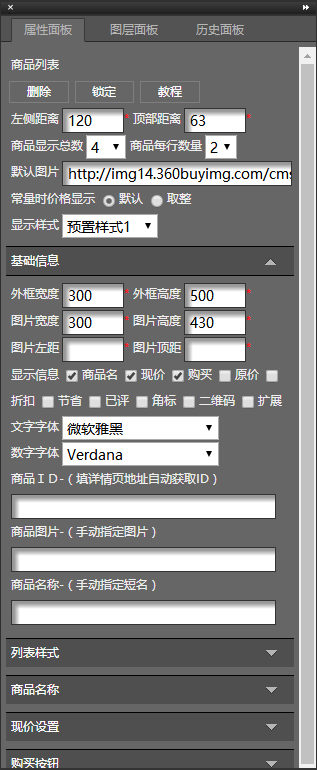 属性面板 图层面板 历史面板
商品列表
删除 锁定 教程
左侧距离 120 * 顶部距离 63 *
商品显示总数 4 商品每行数量 2
默认图片 http://img14.360buyimg.com/cms
常量时价格显示 默认 取整
显示样式 预置样式1
基础信息
外框宽度 300 * 外框高度 500 *
图片宽度 300 * 图片高度 430 *
图片左距 * 图片顶距 *
显示信息 商品名 现价 购买 原价
折扣 节省 已评 角标 二维码 扩展
文字字体 微软雅黑
数字字体 Verdana
商品ID-（填详情页地址自动获取ID）
商品图片-（手动指定图片）
商品名称-（手动指定短名）
列表样式
商品名称
现价设置
购买按钮